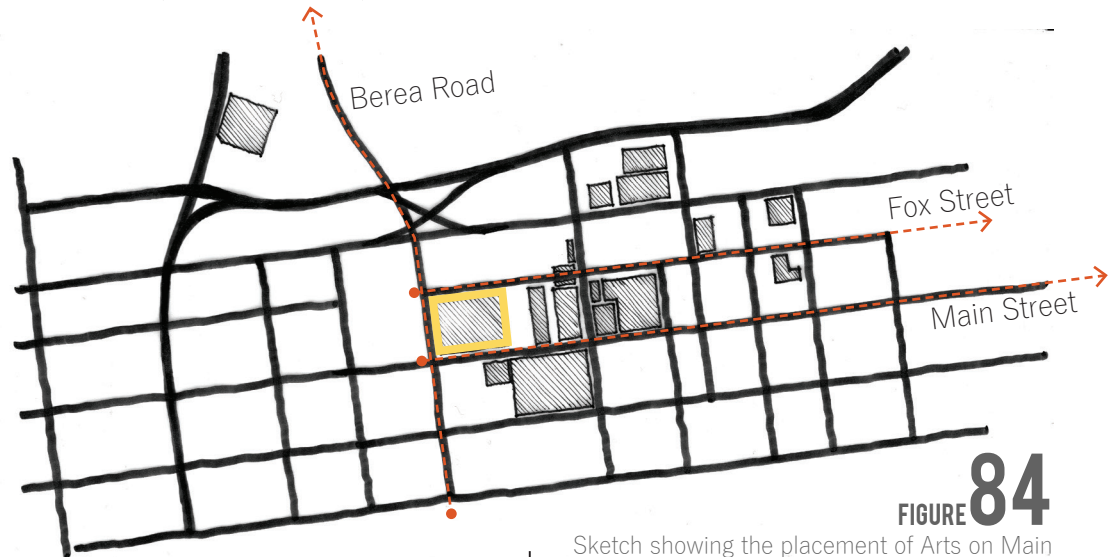 Berea Road
Fox Street
Main Street
FIGURE 84
Sketch showing the placement of Arts on Main